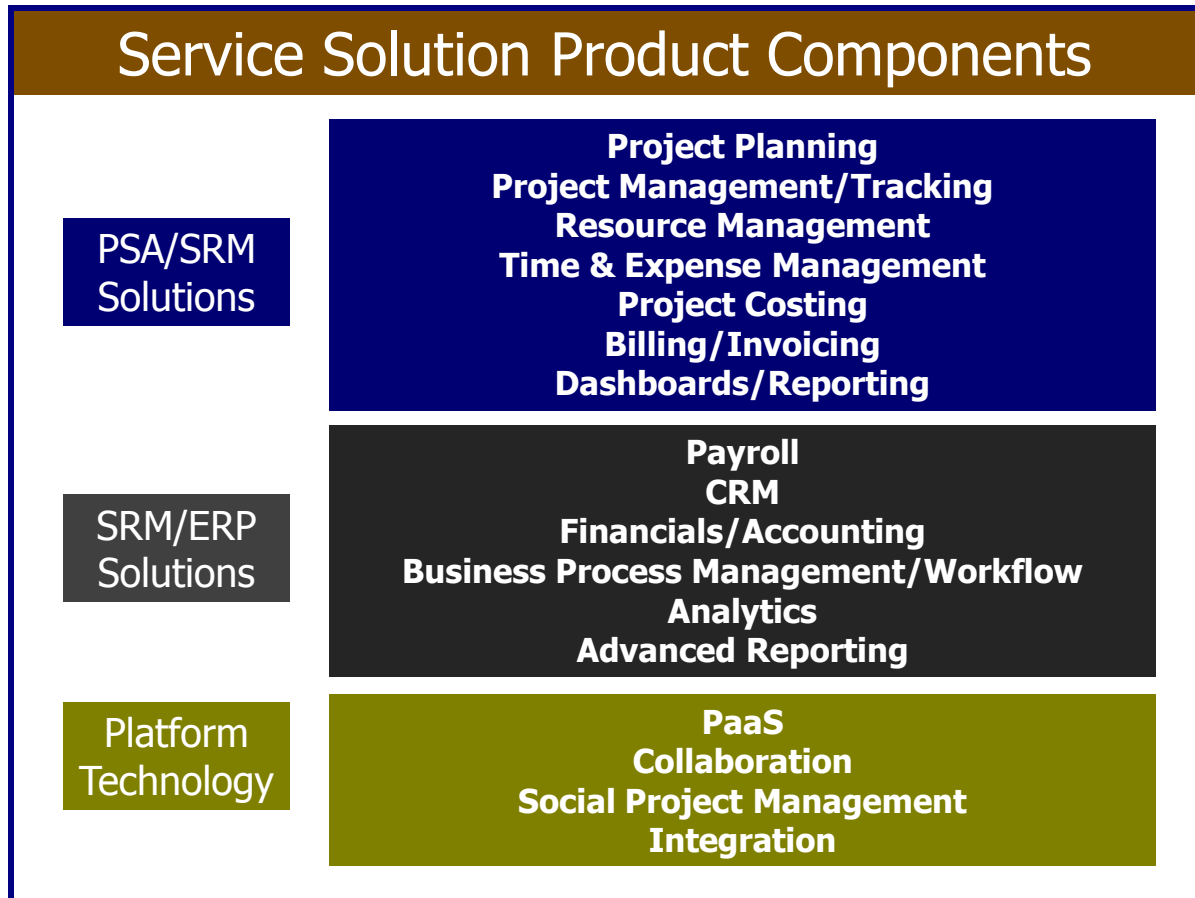 Service Solution Product Components
PSA/SRM
Solutions
Project Planning
Project Management/Tracking
Resource Management
Time & Expense Management
Project Costing
Billing/Invoicing
Dashboards/Reporting
SRM/ERP
Solutions
Payroll
CRM
Financials/Accounting
Business Process Management/Workflow
Analytics
Advanced Reporting
Platform
Technology
PaaS
Collaboration
Social Project Management
Integration